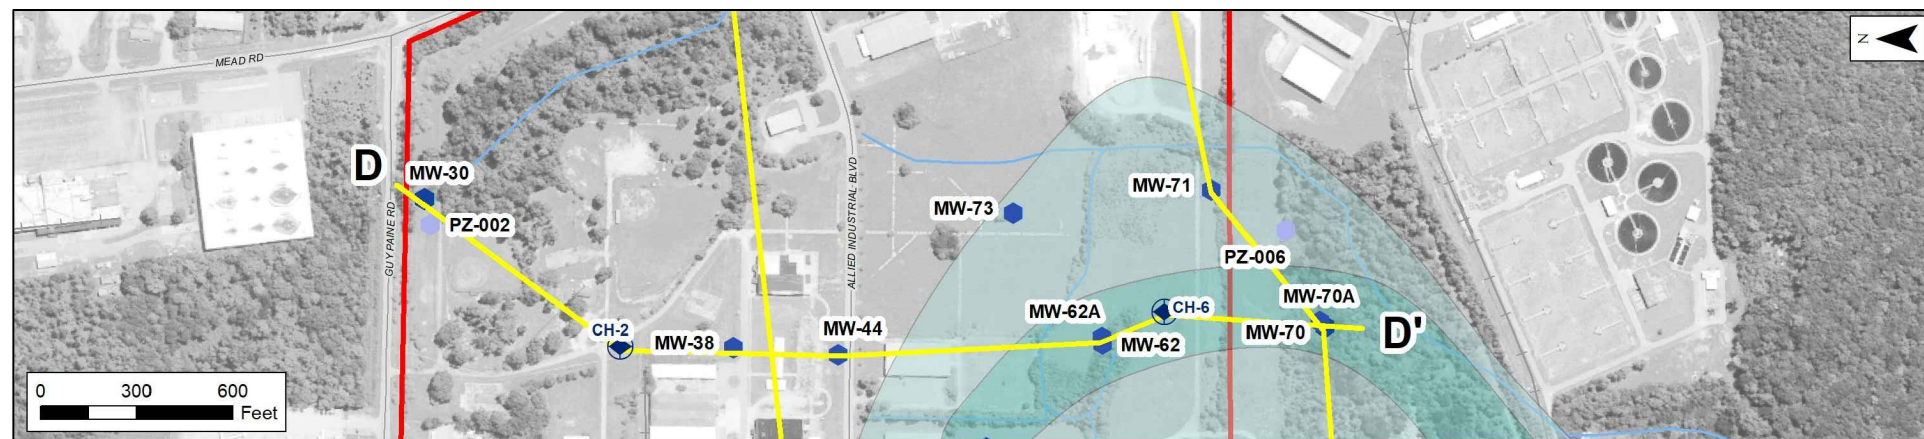 MEAD RD
N
D
MW-30
PZ-002
GUY PAINE RD
ALLIED INDUSTRIAL BLVD
MW-73
MW-71
PZ-006
CH-2
MW-38
MW-44
MW-62A
MW-62
CH-6
MW-70A
MW-70
D'
0 300 600
Feet